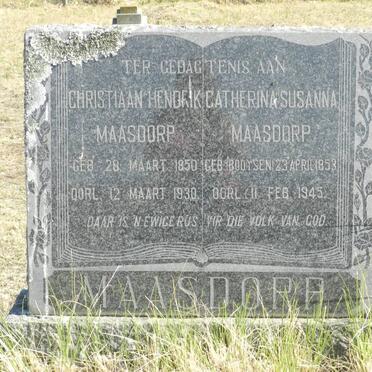 TER GEDAGTENIS AAN
CHRISTIAAN HENDRIK CATHERINA SUSANNA
MAASDORP MAASDORP
GEB. 28 MAART 1850 GEB. BOOYSEN 23 APRIL 1853
OORL. 12 MAART 1930. OORL. 11 FEB. 1945.
DAAR IS 'N EWIGE RUS VIR DIE VOLK VAN GOD.
MAASDORP